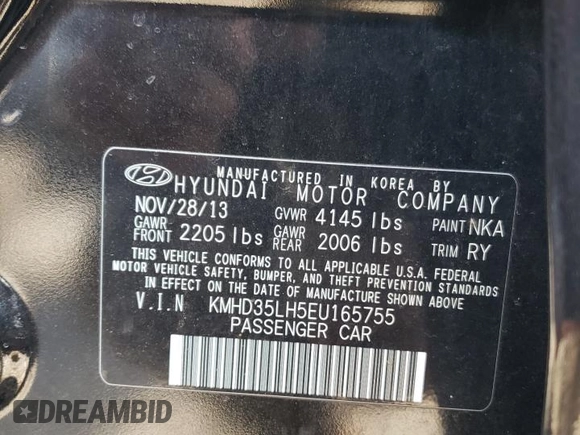 MANUFACTURED IN KOREA BY
HYUNDAI MOTOR COMPANY
NOV/28/13 GVWR 4145 lbs PAINT NKA
GAWR FRONT 2205 lbs GAWR REAR 2006 lbs TRIM RY
THIS VEHICLE CONFORMS TO ALL APPLICABLE U.S.A. FEDERAL
MOTOR VEHICLE SAFETY, BUMPER, AND THEFT PREVENTION STANDARDS
IN EFFECT ON THE DATE OF MANUFACTURE SHOWN ABOVE
V.I.N KMHD35LH5EU165755
PASSENGER CAR
DREAMBID